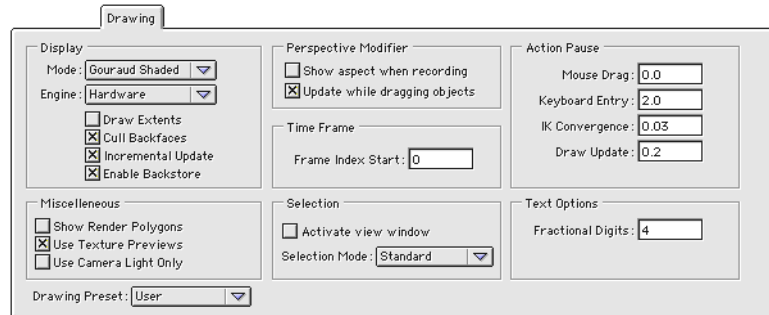 Drawing
Display
Mode: Gouraud Shaded
Engine: Hardware
Draw Extents
Cull Backfaces
Incremental Update
Enable Backstore
Perspective Modifier
Show aspect when recording
Update while dragging objects
Time Frame
Frame Index Start: 0
Action Pause
Mouse Drag: 0.0
Keyboard Entry: 2.0
IK Convergence: 0.03
Draw Update: 0.2
Miscelleneous
Show Render Polygons
Use Texture Previews
Use Camera Light Only
Selection
Activate view window
Selection Mode: Standard
Text Options
Fractional Digits: 4
Drawing Preset: User